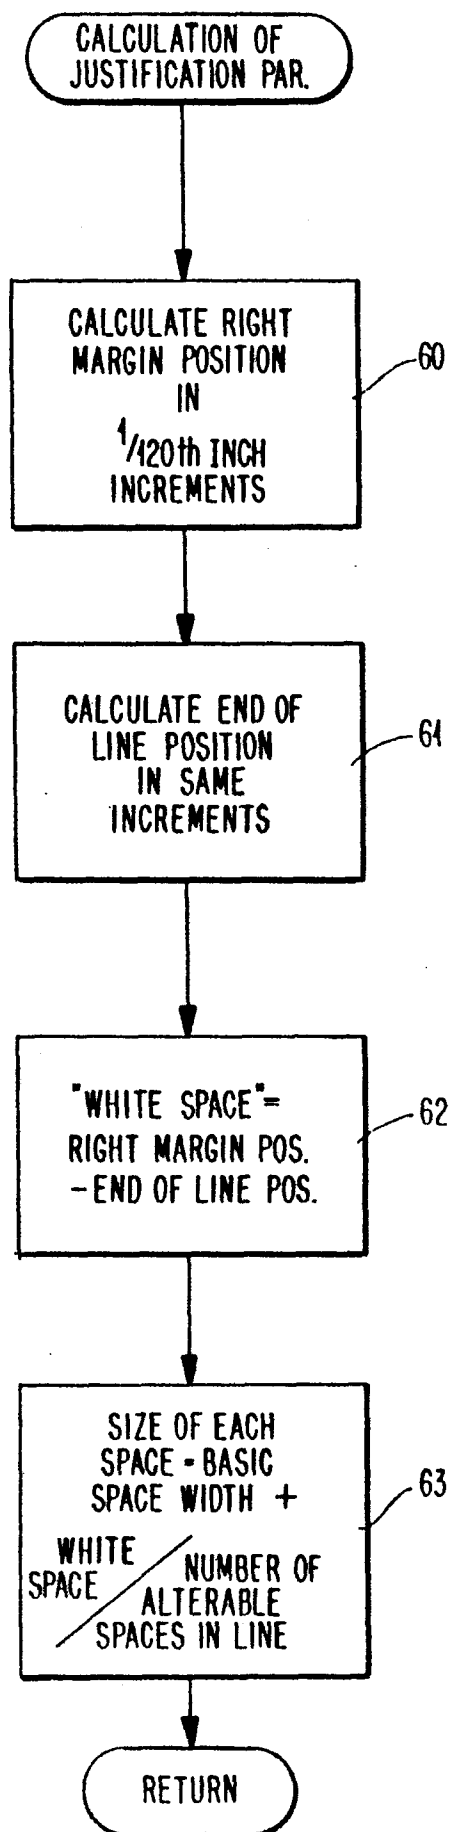 CALCULATION OF
JUSTIFICATION PAR.
CALCULATE RIGHT
MARGIN POSITION
IN
1/120th INCH
INCREMENTS
60
CALCULATE END OF
LINE POSITION
IN SAME
INCREMENTS
61
"WHITE SPACE"=
RIGHT MARGIN POS.
-END OF LINE POS.
62
SIZE OF EACH
SPACE = BASIC
SPACE WIDTH +
WHITE
SPACE
/
NUMBER OF
ALTERABLE
SPACES IN LINE
63
RETURN